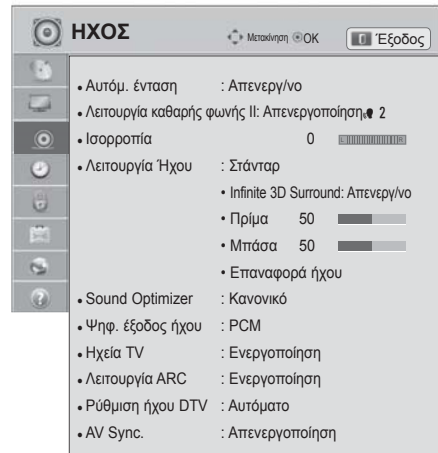 ΗΧΟΣ Μετακίνηση OK Έξοδος
• Αυτόμ. ένταση : Απενεργ/νο
• Λειτουργία καθαρής φωνής II: Απενεργοποίηση 2
• Ισορροπία 0 L R
• Λειτουργία Ήχου : Στάνταρ
• Infinite 3D Surround: Απενεργ/νο
• Πρίμα 50
• Μπάσα 50
• Επαναφορά ήχου
• Sound Optimizer : Κανονικό
• Ψηφ. έξοδος ήχου : PCM
• Ηχεία TV : Ενεργοποίηση
• Λειτουργία ARC : Ενεργοποίηση
• Ρύθμιση ήχου DTV : Αυτόματο
• AV Sync. : Απενεργοποίηση